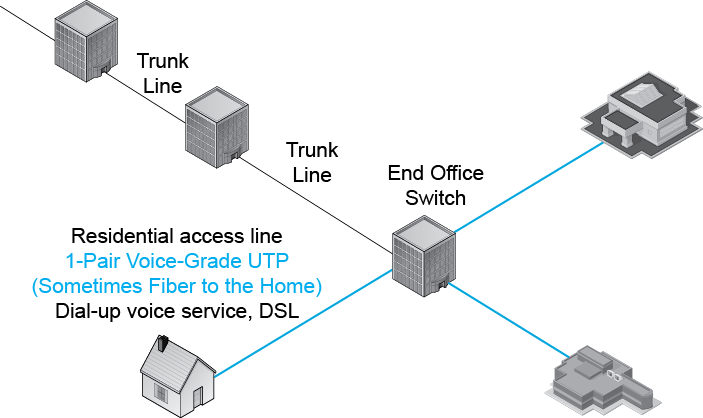 Trunk
Line
Trunk
Line
End Office
Switch
Residential access line
1-Pair Voice-Grade UTP
(Sometimes Fiber to the Home)
Dial-up voice service, DSL